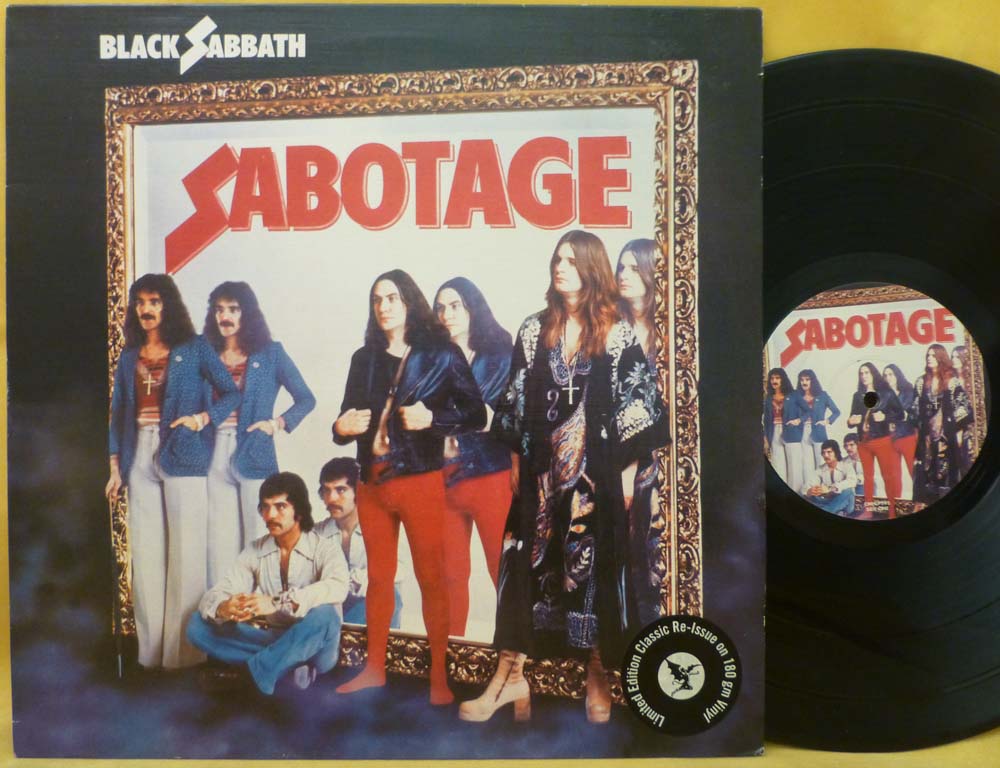 BLACK SABBATH
SABOTAGE
Limited Edition Classic Re-Issue on 180 gm Vinyl
SABOTAGE